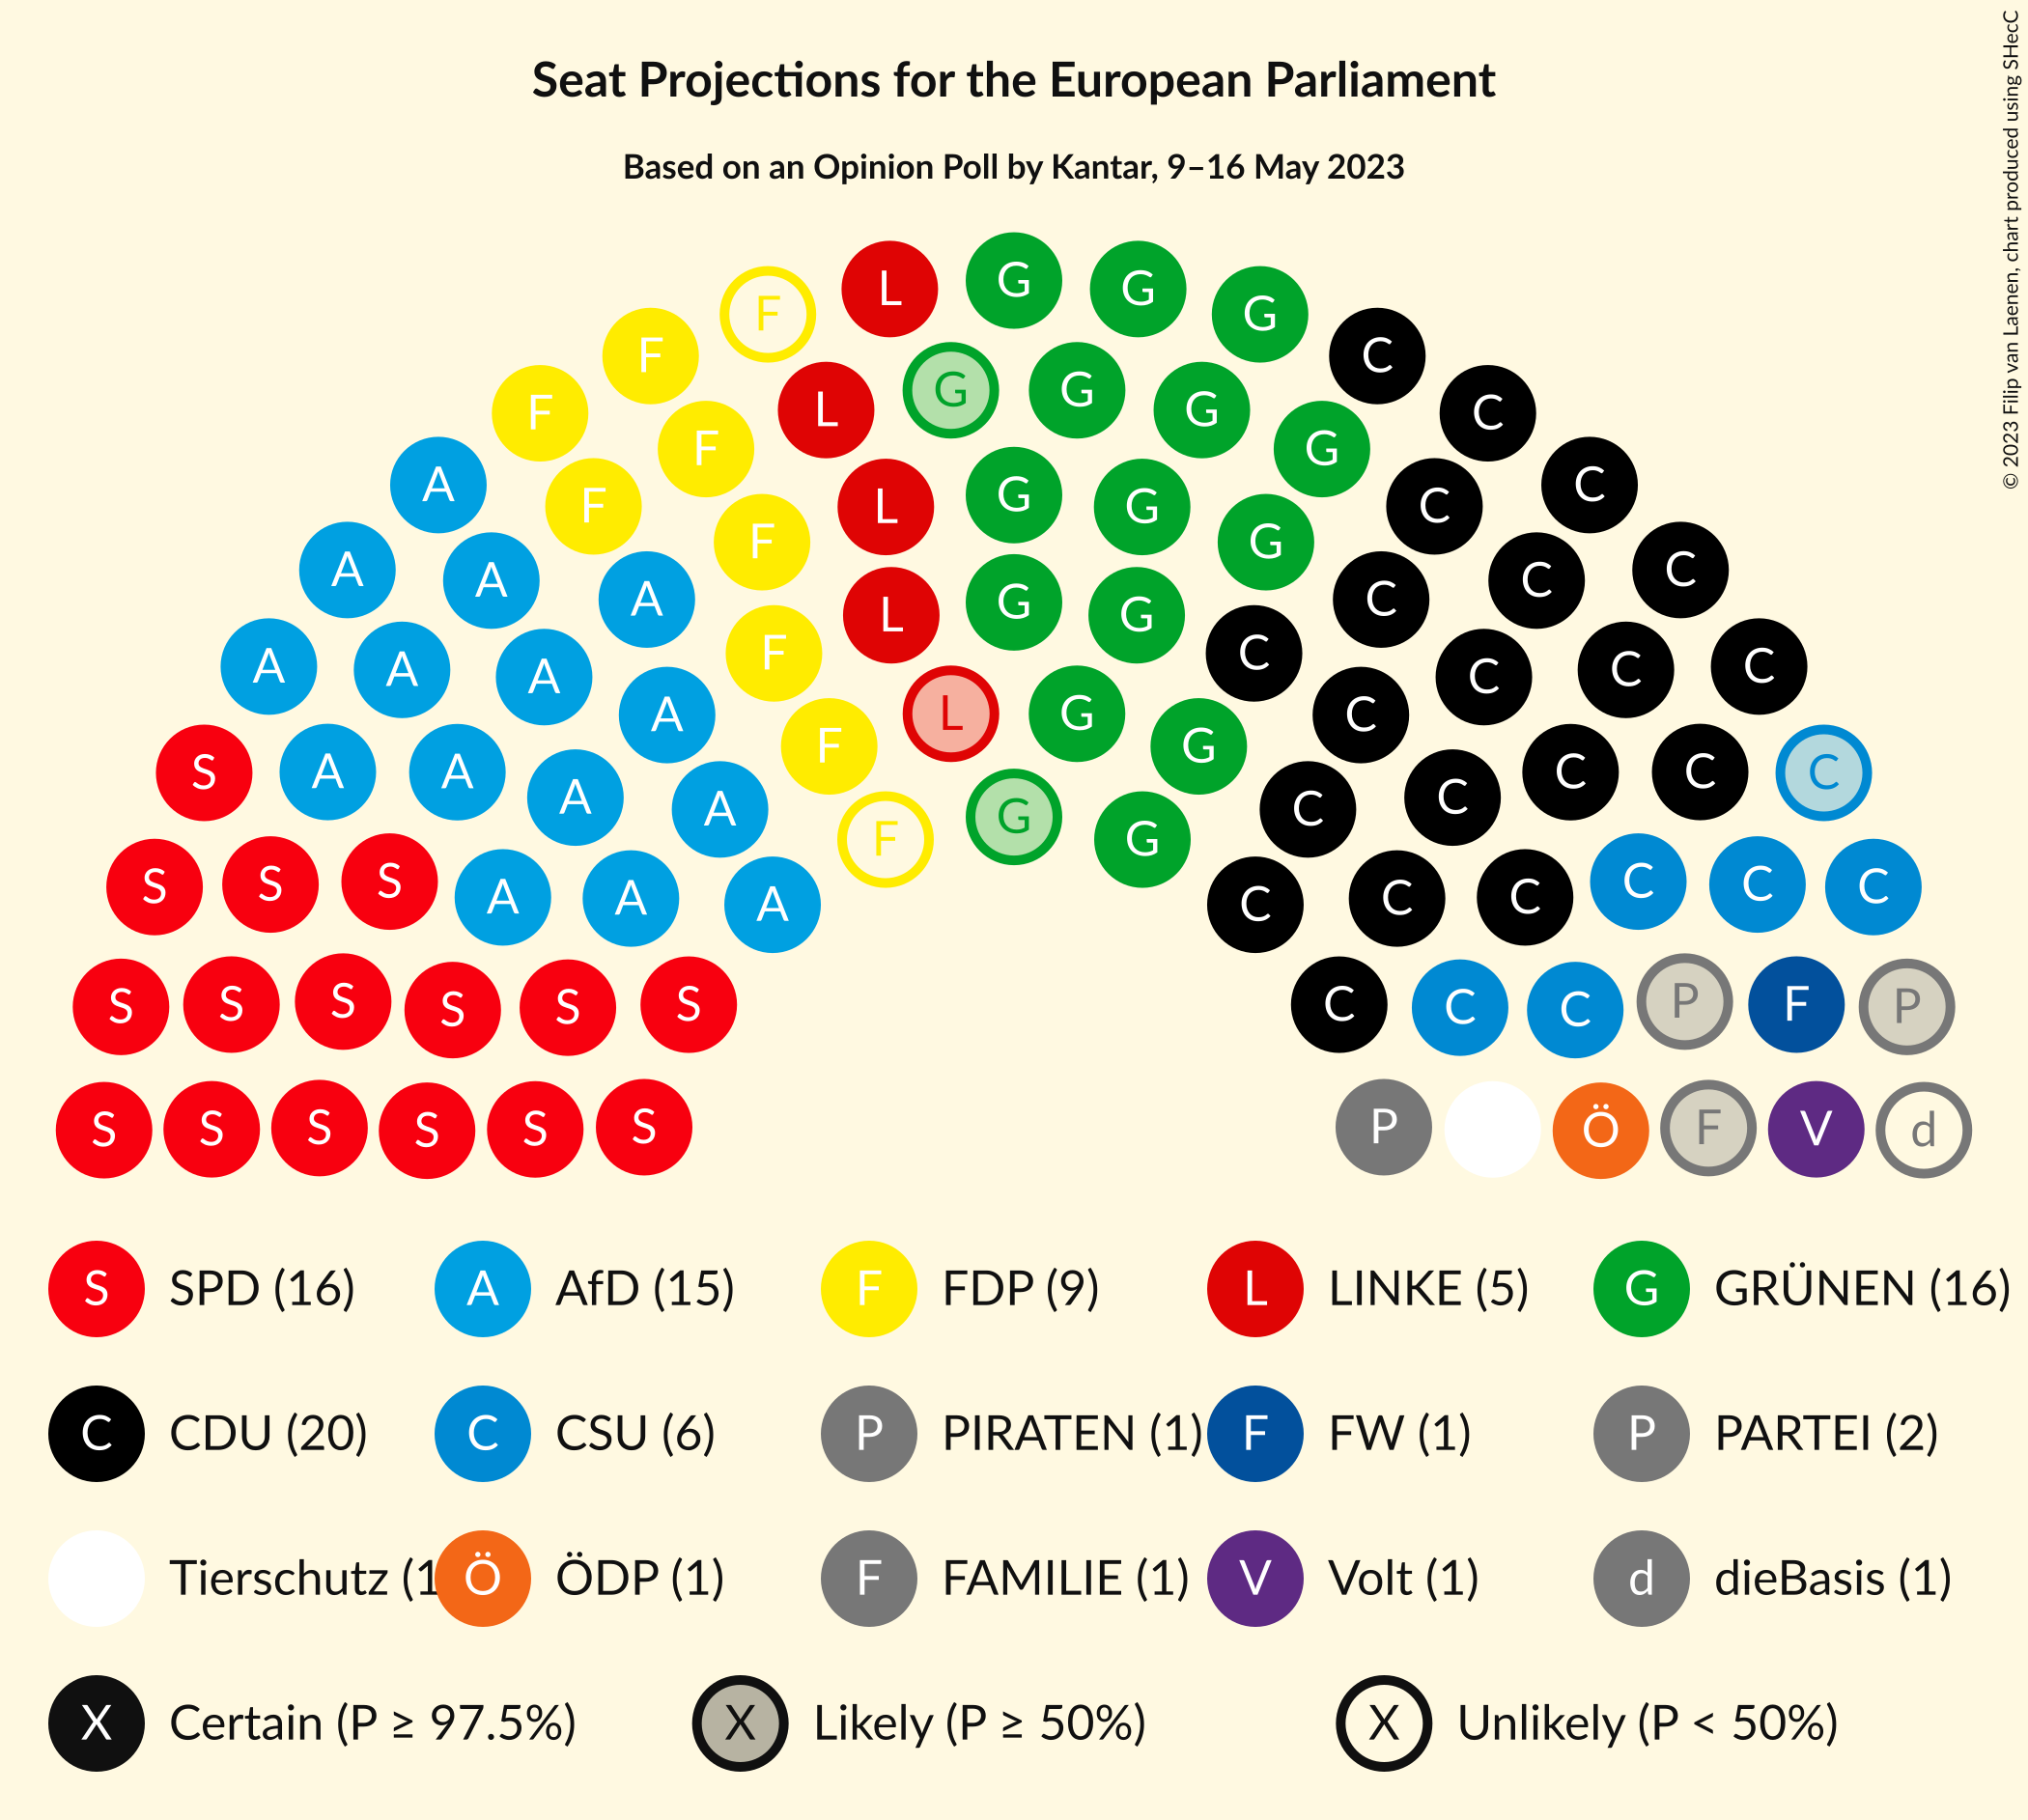 Seat Projections for the European Parliament
Based on an Opinion Poll by Kantar, 9–16 May 2023
© 2023 Filip van Laenen, chart produced using SHecC
F L G G G
F C
F L G G G C
A F G C
F L G G C
A F G C
A A L G G C C C
A A A F C C C A C
A L G C
S A A A F G C C C C
A A F G C C
S S S A A A G C C C C C C
S S S S S S C C C P F P
S S S S S S P Ö F V d
S SPD (16) A AfD (15) F FDP (9) L LINKE (5) G GRÜNEN (16)
C CDU (20) C CSU (6) P PIRATEN (1) F FW (1) P PARTEI (2)
Tierschutz (1 Ö ÖDP (1) F FAMILIE (1) V Volt (1) d dieBasis (1)
X Certain (P ≥ 97.5%) X Likely (P ≥ 50%) X Unlikely (P < 50%)